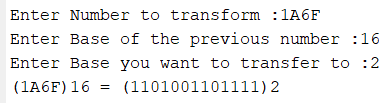 Enter Number to transform :1A6F
Enter Base of the previous number :16
Enter Base you want to transfer to :2
(1A6F)16 = (1101001101111)2